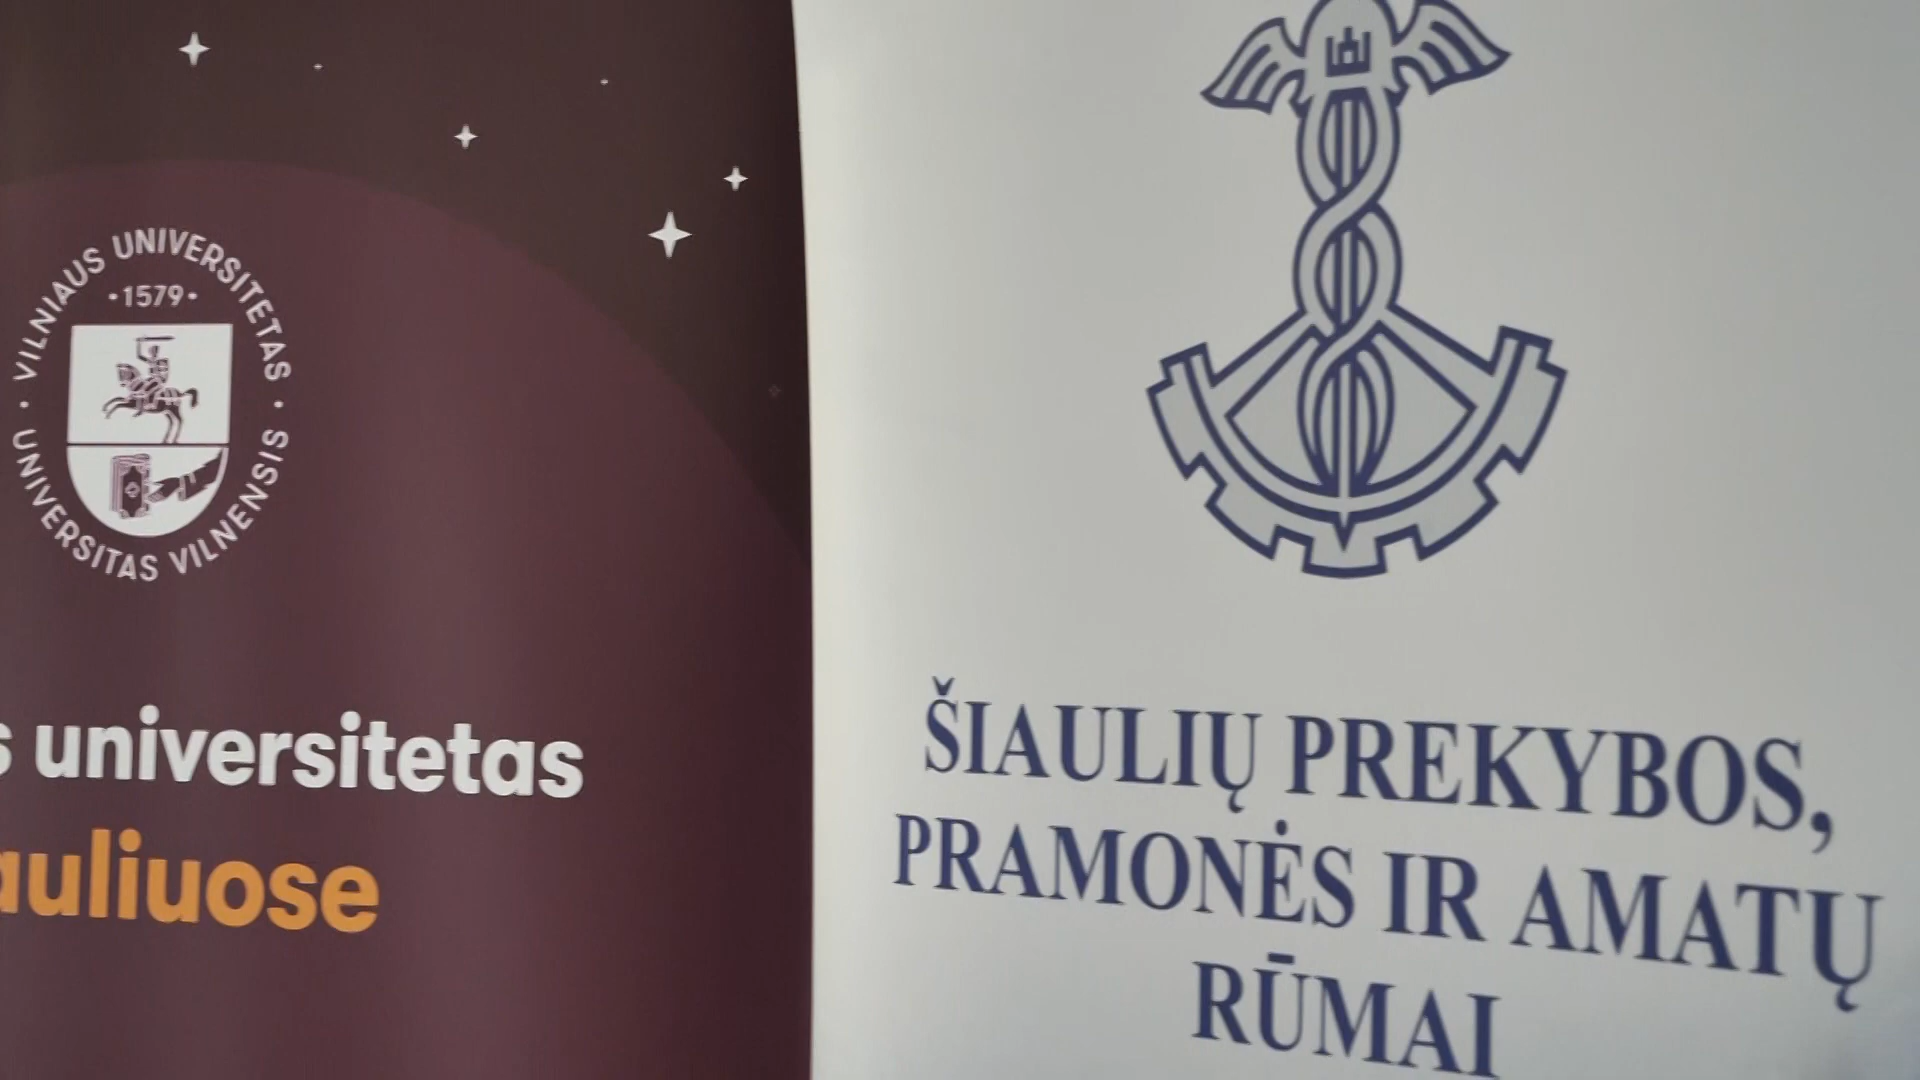 VILNIAUS UNIVERSITETAS
1579
UNIVERSITAS VILNENSIS
universitetas
auliuose
ŠIAULIŲ PREKYBOS,
PRAMONĖS IR AMATŲ
RŪMAI